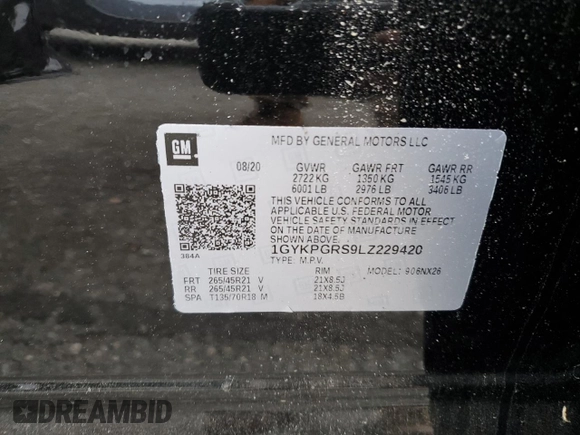 GM
MFD BY GENERAL MOTORS LLC
08/20 GVWR GAWR FRT GAWR RR
2722 KG 1350 KG 1545 KG
6001 LB 2976 LB 3406 LB
THIS VEHICLE CONFORMS TO ALL
APPLICABLE U.S. FEDERAL MOTOR
VEHICLE SAFETY STANDARDS IN EFFECT
ON THE DATE OF MANUFACTURE
SHOWN ABOVE.
1GYKPGRS9LZ229420
TYPE: M.P.V.
384A
TIRE SIZE RIM MODEL: 906NX26
FRT 265/45R21 V 21X8.5J
RR 265/45R21 V 21X8.5J
SPA T135/70R18 M 18X4.5B
DREAMBID